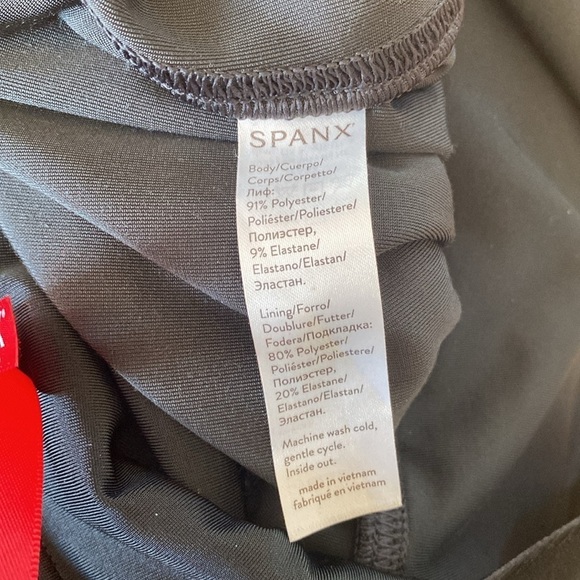 SPANX®
Body/Cuerpo/
Corps/Corpetto/
Лиф:
91% Polyester/
Poliéster/Poliestere/
Полиэстер,
9% Elastane/
Elastano/Elastan/
Эластан.
Lining/Forro/
Doublure/Futter/
Fodera/Подкладка:
80% Polyester/
Poliéster/Poliestere/
Полиэстер,
20% Elastane/
Elastano/Elastan/
Эластан.
Machine wash cold,
gentle cycle.
Inside out.
made in vietnam
fabriqué en vietnam